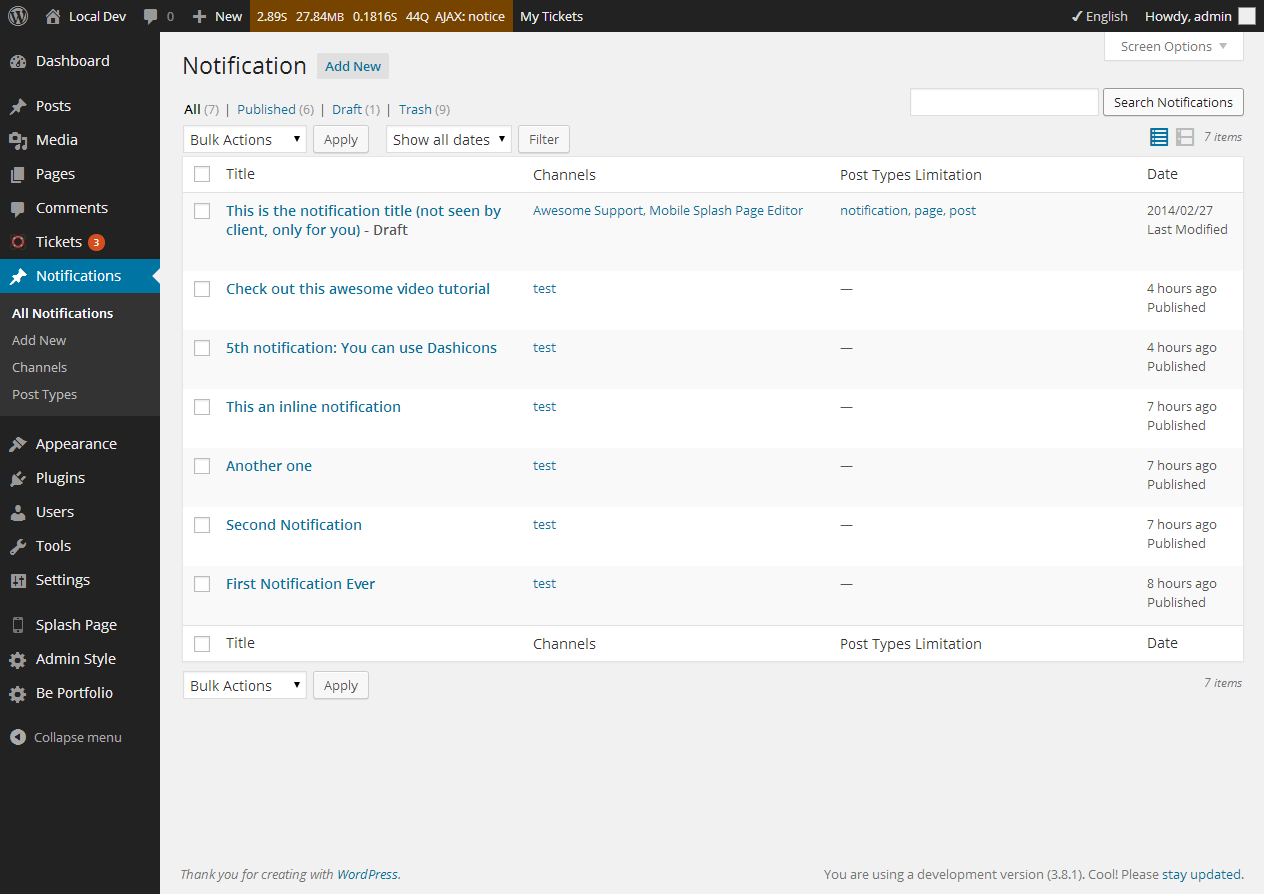 Local Dev 0 New 2.89S 27.84MB 0.1816S 44Q AJAX: notice My Tickets ✓ English Howdy, admin
Screen Options ▼
Dashboard
Posts
Media
Pages
Comments
Tickets 3
Notifications
All Notifications
Add New
Channels
Post Types
Appearance
Plugins
Users
Tools
Settings
Splash Page
Admin Style
Be Portfolio
Collapse menu
Notification Add New
All (7) | Published (6) | Draft (1) | Trash (9)
Search Notifications
Bulk Actions ▼ Apply Show all dates ▼ Filter 7 items
Title Channels Post Types Limitation Date
This is the notification title (not seen by Awesome Support, Mobile Splash Page Editor notification, page, post 2014/02/27
client, only for you) - Draft Last Modified
Check out this awesome video tutorial test — 4 hours ago
Published
5th notification: You can use Dashicons test — 4 hours ago
Published
This an inline notification test — 7 hours ago
Published
Another one test — 7 hours ago
Published
Second Notification test — 7 hours ago
Published
First Notification Ever test — 8 hours ago
Published
Title Channels Post Types Limitation Date
Bulk Actions ▼ Apply 7 items
Thank you for creating with WordPress. You are using a development version (3.8.1). Cool! Please stay updated.